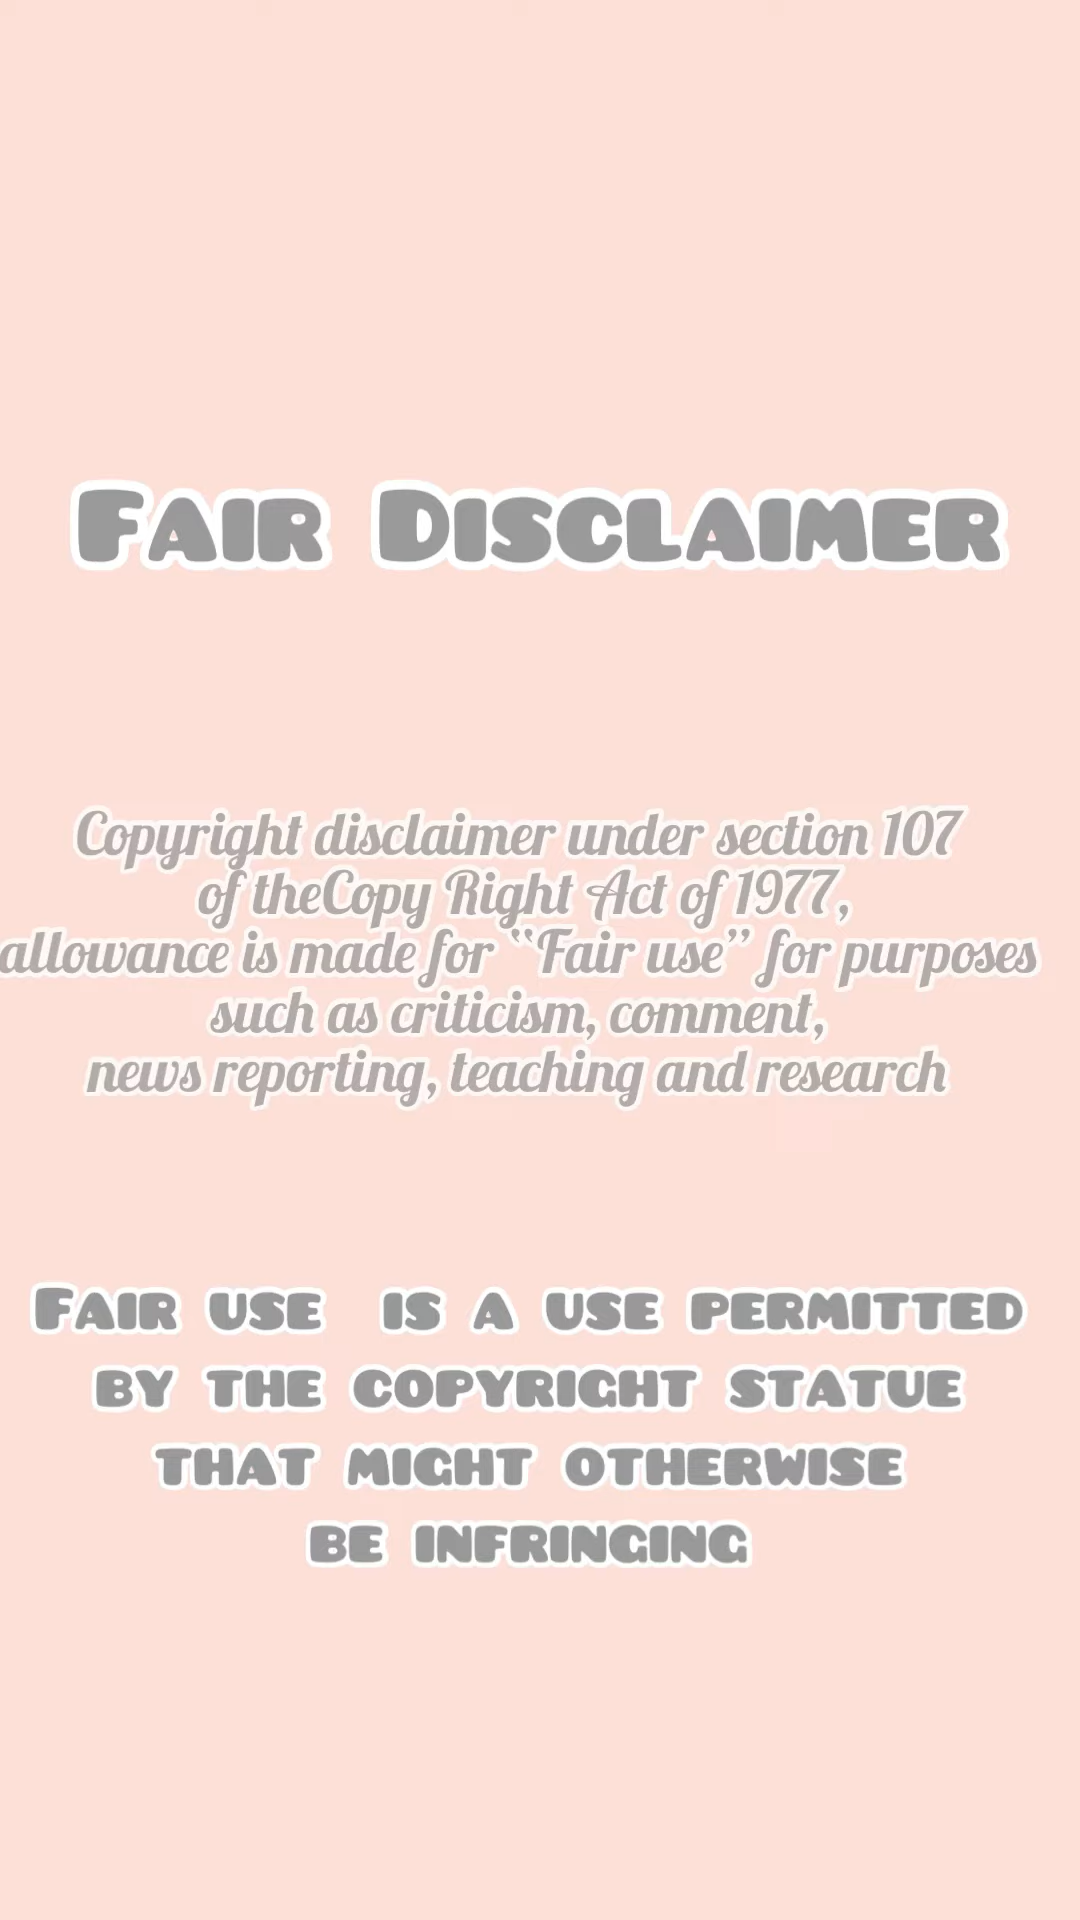 Fair Disclaimer
Copyright disclaimer under section 107
of theCopy Right Act of 1977,
allowance is made for “Fair use” for purposes
such as criticism, comment,
news reporting, teaching and research
Fair use is a use permitted
by the copyright statue
that might otherwise
be infringing